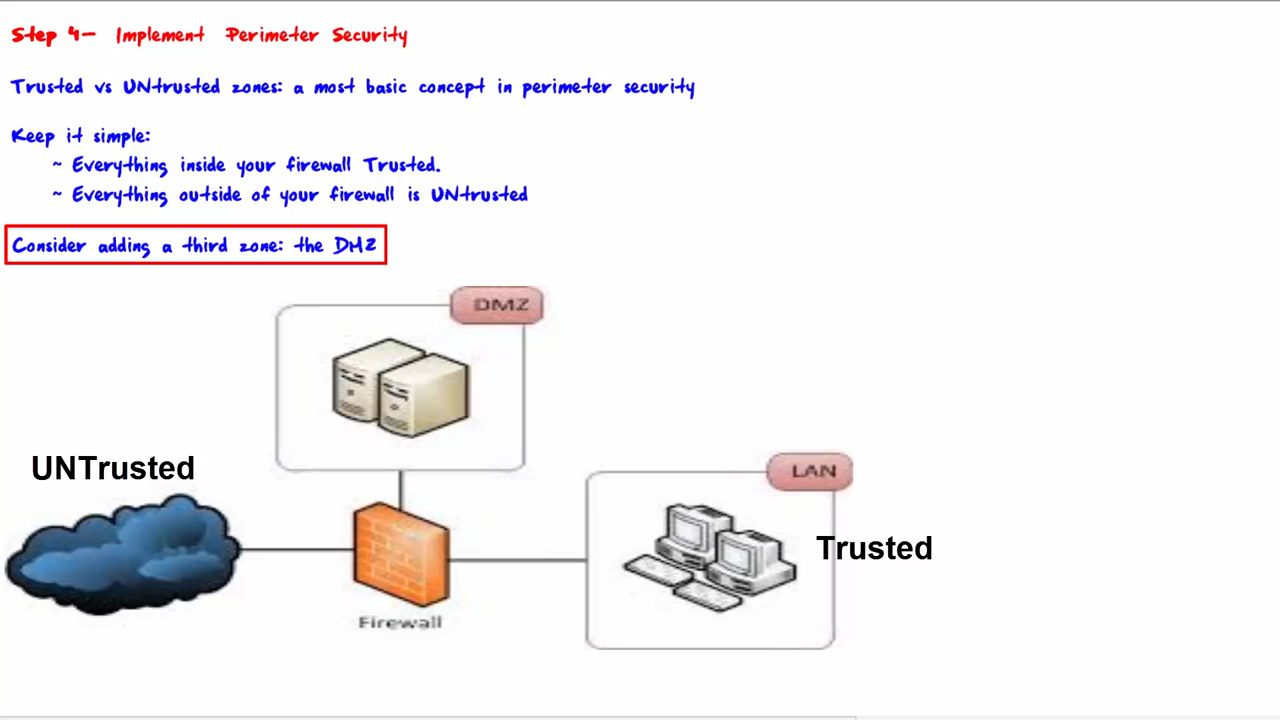 Step 4- Implement Perimeter Security
Trusted vs UNtrusted zones: a most basic concept in perimeter security
Keep it simple:
~ Everything inside your firewall Trusted.
~ Everything outside of your firewall is UNtrusted
Consider adding a third zone: the DMZ
DMZ
UNTrusted
LAN
Trusted
Firewall